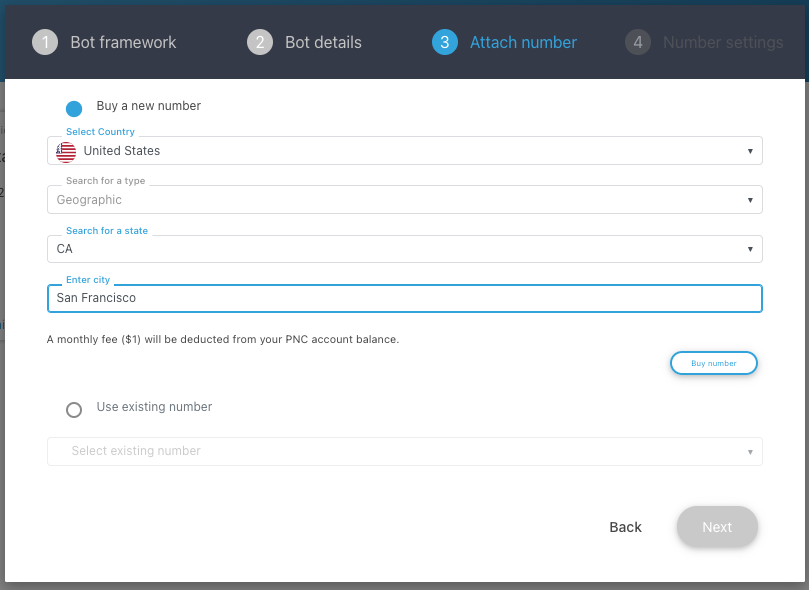 1 Bot framework 2 Bot details 3 Attach number 4 Number settings
Buy a new number
Select Country
United States
Search for a type
Geographic
Search for a state
CA
Enter city
San Francisco
A monthly fee ($1) will be deducted from your PNC account balance.
Buy number
Use existing number
Select existing number
Back Next